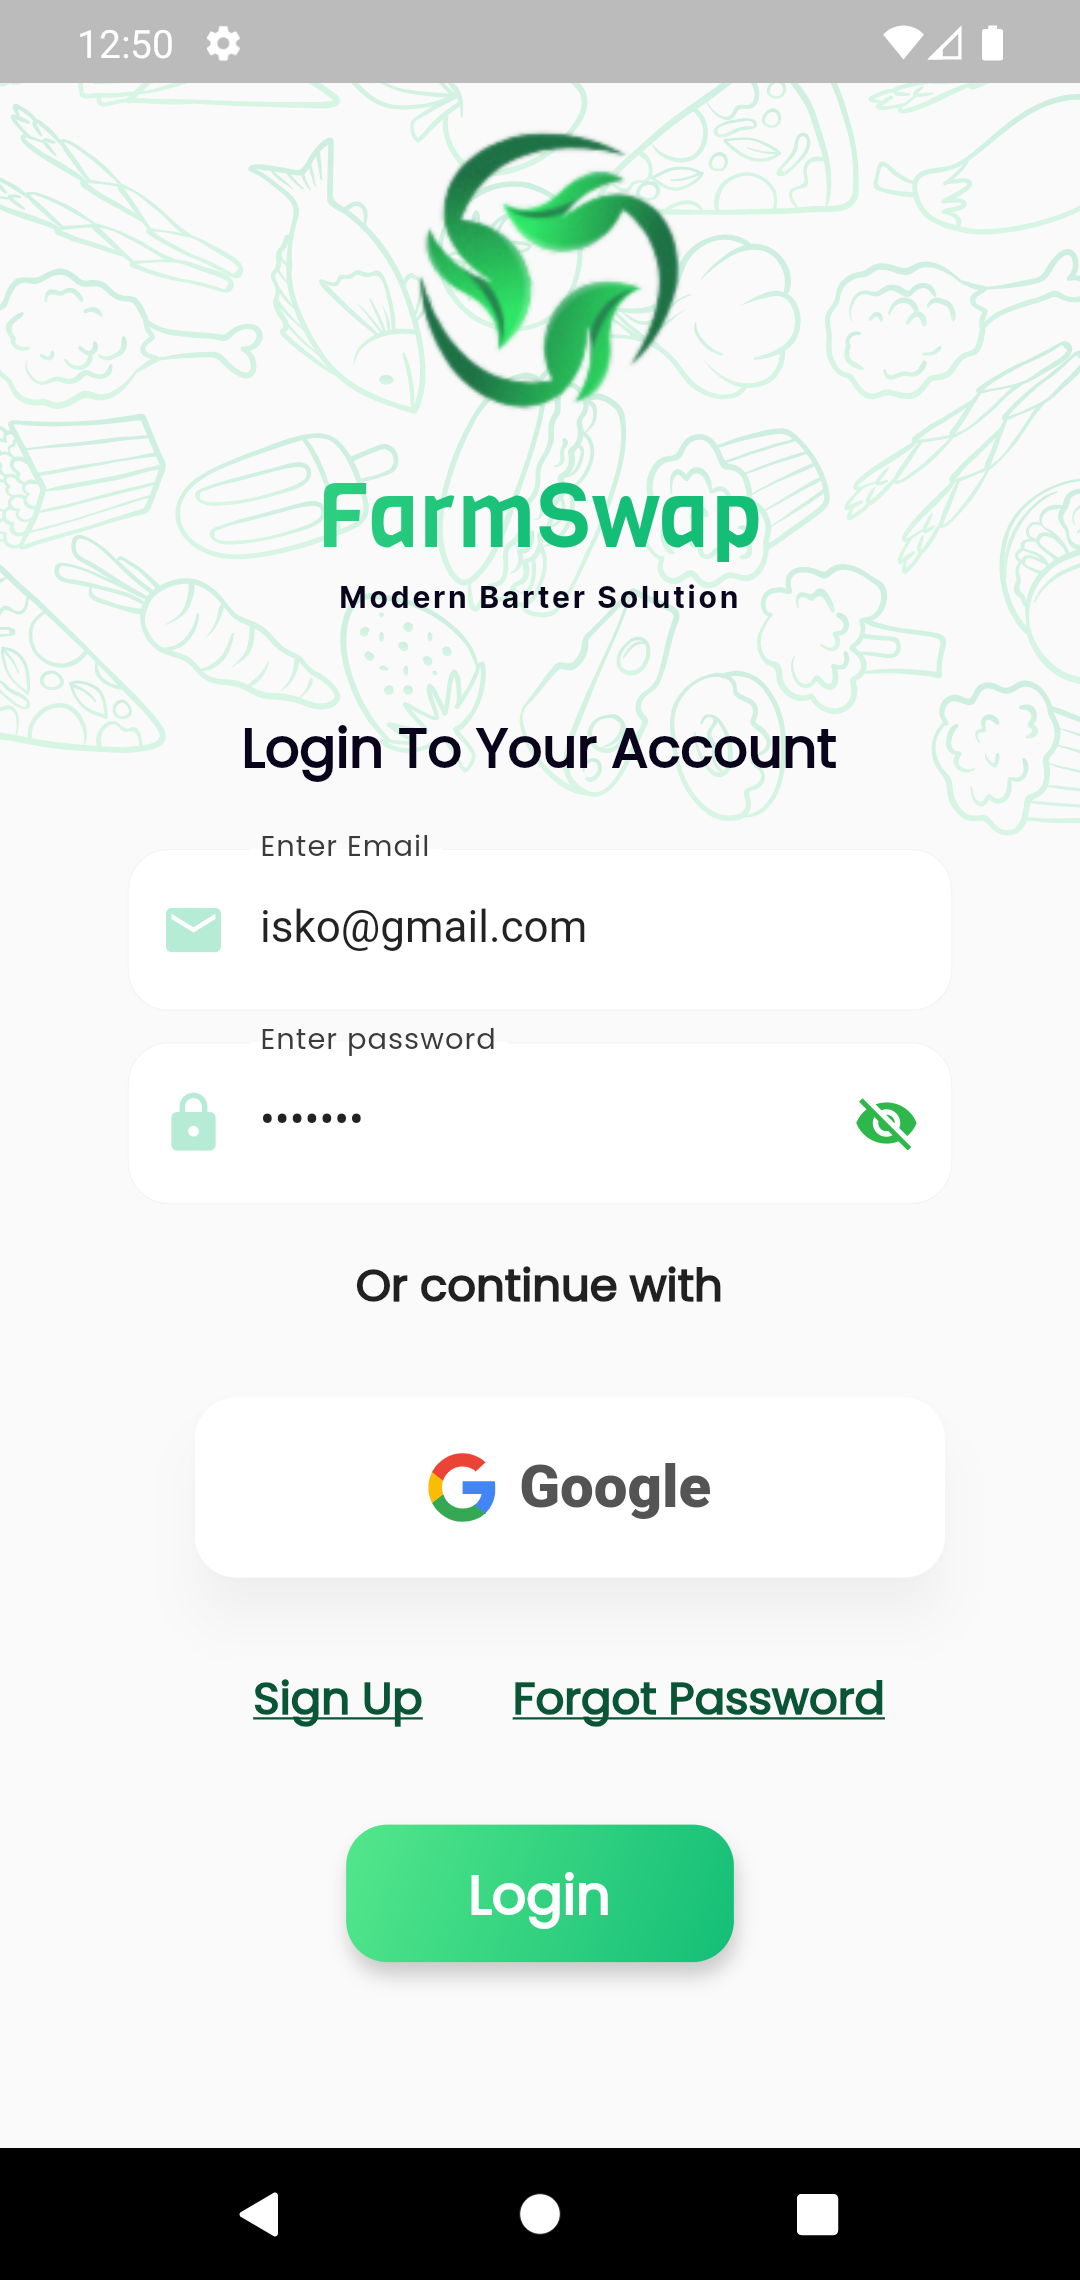 12:50
FarmSwap
Modern Barter Solution
Login To Your Account
Enter Email
isko@gmail.com
Enter password
•••••••
Or continue with
Google
Sign Up Forgot Password
Login